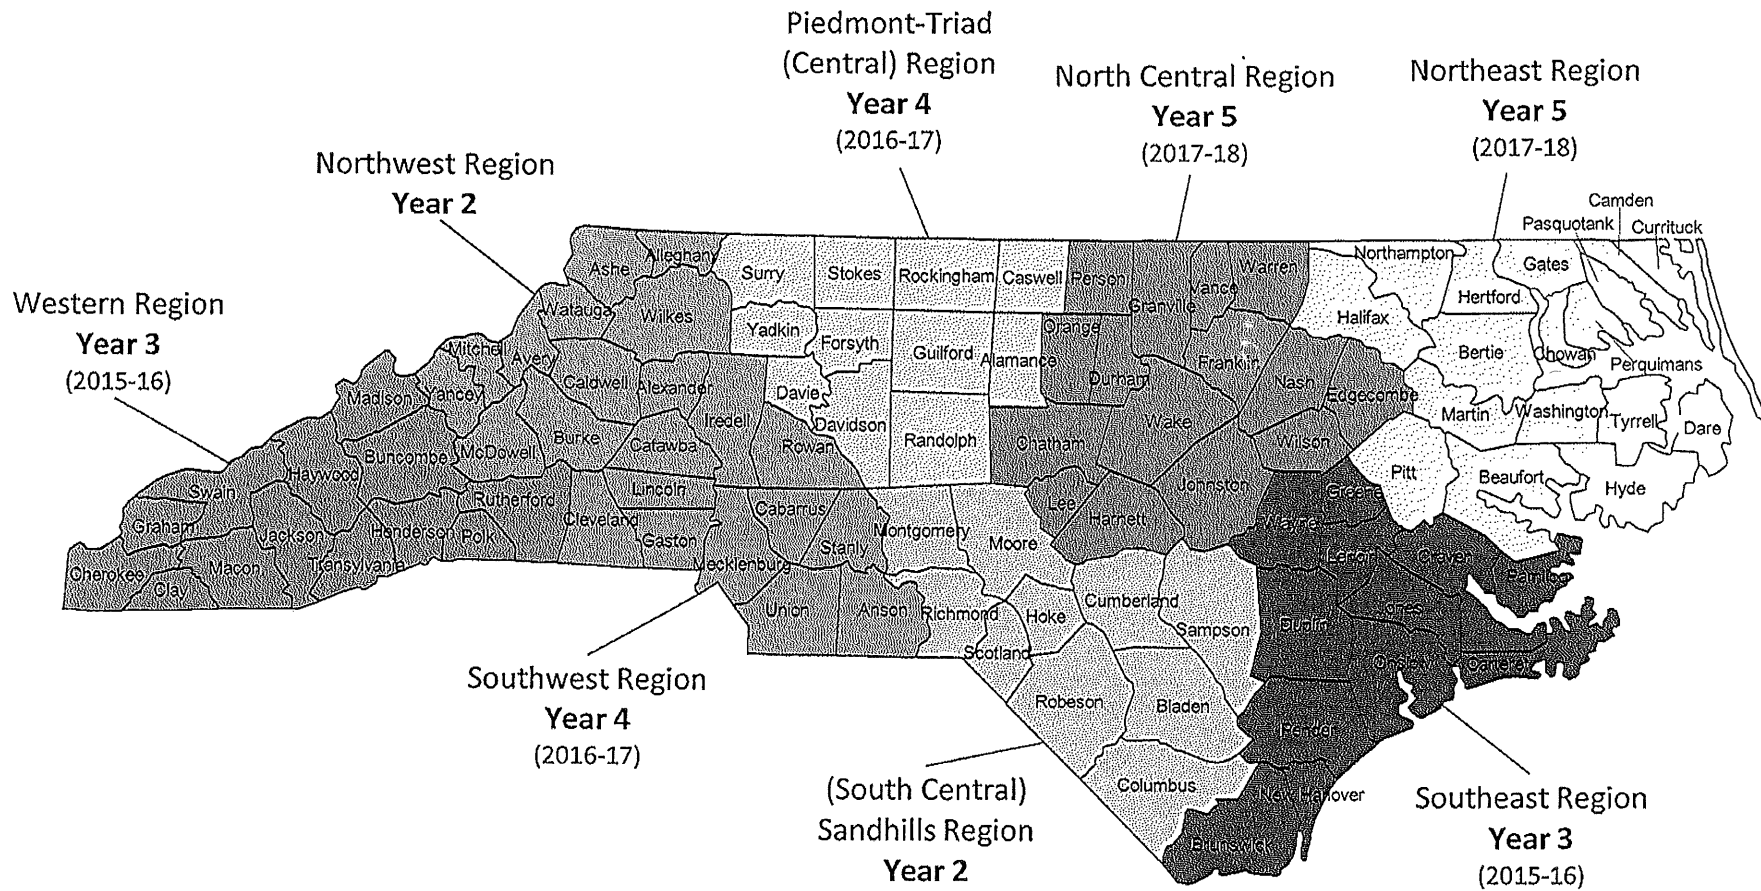 Piedmont-Triad
(Central) Region
Year 4
(2016-17)
North Central Region
Year 5
(2017-18)
Northeast Region
Year 5
(2017-18)
Northwest Region
Year 2
Western Region
Year 3
(2015-16)
Camden
Pasquotank
Currituck
Alleghany
Ashe
Surry
Stokes
Rockingham
Caswell
Person
Granville
Vance
Warren
Northampton
Gates
Hertford
Halifax
Watauga
Wilkes
Yadkin
Forsyth
Guilford
Alamance
Orange
Durham
Franklin
Nash
Edgecombe
Bertie
Chowan
Perquimans
Mitchell
Avery
Madison
Yancey
Caldwell
Alexander
Iredell
Davie
Davidson
Randolph
Chatham
Wake
Wilson
Martin
Washington
Tyrrell
Dare
Haywood
Buncombe
McDowell
Burke
Catawba
Rowan
Pitt
Beaufort
Hyde
Swain
Graham
Jackson
Henderson
Polk
Rutherford
Cleveland
Lincoln
Gaston
Cabarrus
Stanly
Montgomery
Moore
Lee
Harnett
Johnston
Wayne
Greene
Lenoir
Craven
Pamlico
Cherokee
Clay
Macon
Transylvania
Mecklenburg
Union
Anson
Richmond
Hoke
Scotland
Cumberland
Sampson
Duplin
Jones
Onslow
Carteret
Robeson
Bladen
Pender
Columbus
New Hanover
Brunswick
Southwest Region
Year 4
(2016-17)
(South Central)
Sandhills Region
Year 2
Southeast Region
Year 3
(2015-16)